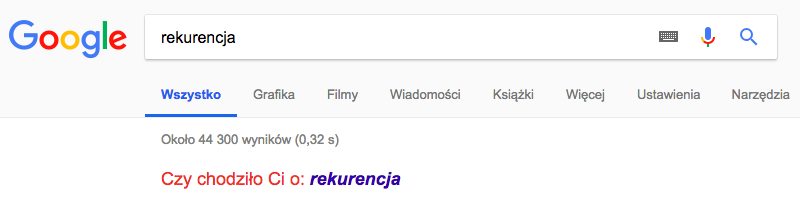 Google
rekurencja
Wszystko Grafika Filmy Wiadomości Książki Więcej Ustawienia Narzędzia
Około 44 300 wyników (0,32 s)
Czy chodziło Ci o: rekurencja